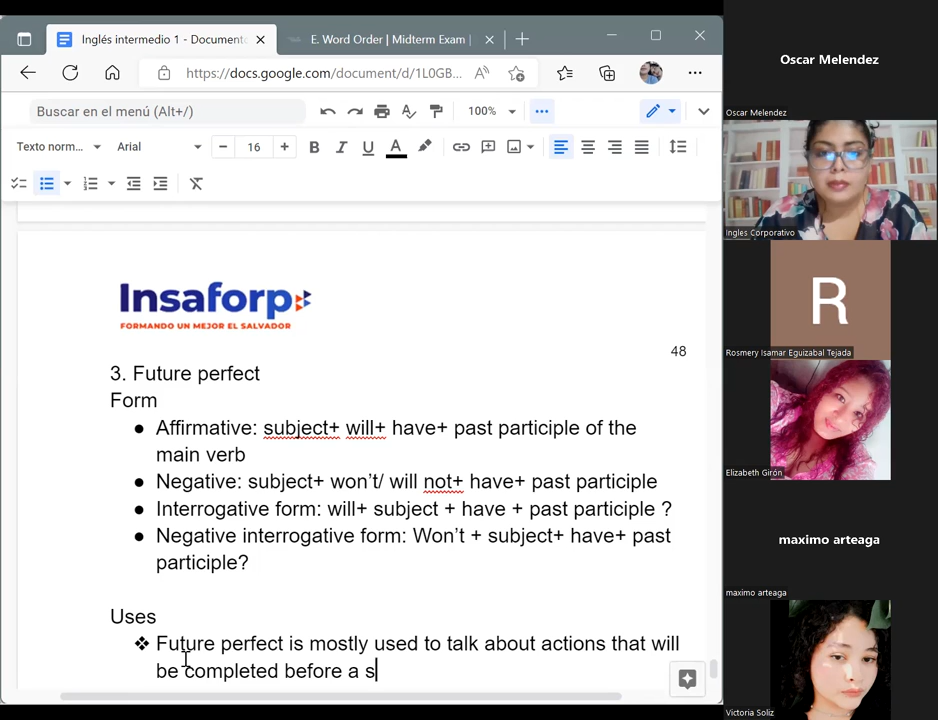 Inglés intermedio 1 - Documento
E. Word Order | Midterm Exam |
https://docs.google.com/document/d/1L0GB...
Buscar en el menú (Alt+/)
100%
Texto norm...
Arial
16
Insaforp
FORMANDO UN MEJOR EL SALVADOR
48
3. Future perfect
Form
● Affirmative: subject+ will+ have+ past participle of the
main verb
● Negative: subject+ won't/ will not+ have+ past participle
● Interrogative form: will+ subject + have + past participle ?
● Negative interrogative form: Won't + subject+ have+ past
participle?
Uses
❖ Future perfect is mostly used to talk about actions that will
be completed before a s
Oscar Melendez
Oscar Melendez
Ingles Corporativo
R
Rosmery Isamar Eguizabal Tejada
Elizabeth Girón
maximo arteaga
maximo arteaga
Victoria Soliz